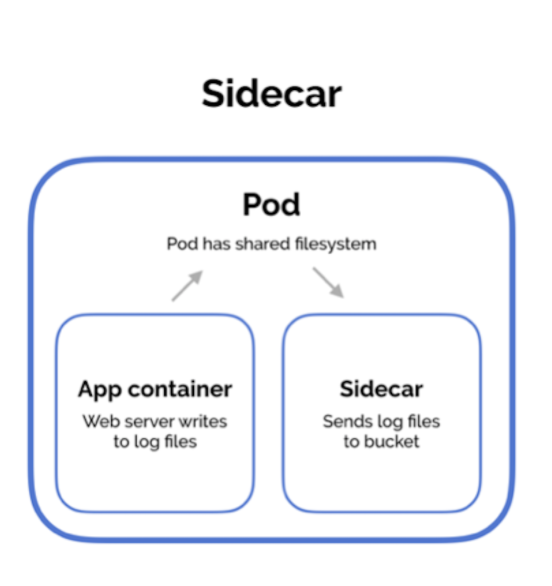 Sidecar
Pod
Pod has shared filesystem
App container
Web server writes
to log files
Sidecar
Sends log files
to bucket